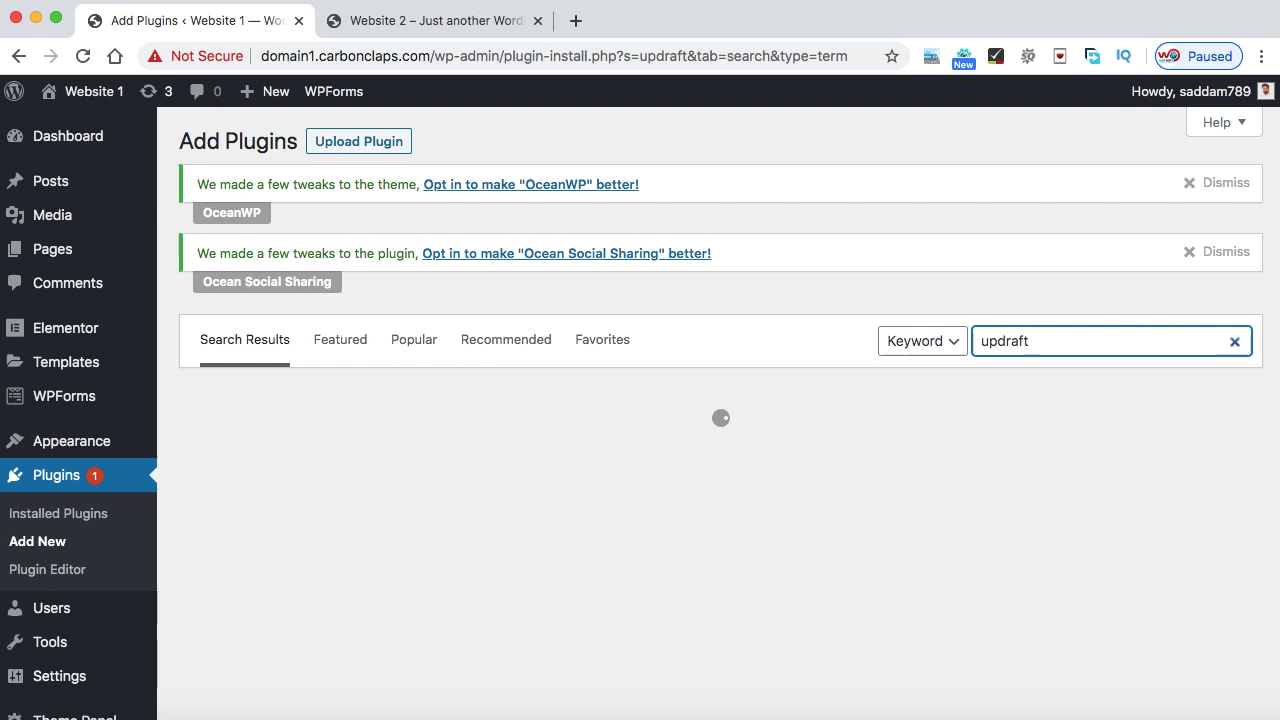 Add Plugins ‹ Website 1 — Wor
Website 2 – Just another Word
Not Secure
domain1.carbonclaps.com/wp-admin/plugin-install.php?s=updraft&tab=search&type=term
New
IQ
Paused
Website 1
3
0
New
WPForms
Howdy, saddam789
Dashboard
Posts
Media
Pages
Comments
Elementor
Templates
WPForms
Appearance
Plugins 1
Installed Plugins
Add New
Plugin Editor
Users
Tools
Settings
Theme Panel
Help
Add Plugins
Upload Plugin
We made a few tweaks to the theme, Opt in to make "OceanWP" better!
Dismiss
OceanWP
We made a few tweaks to the plugin, Opt in to make "Ocean Social Sharing" better!
Dismiss
Ocean Social Sharing
Search Results
Featured
Popular
Recommended
Favorites
Keyword
updraft